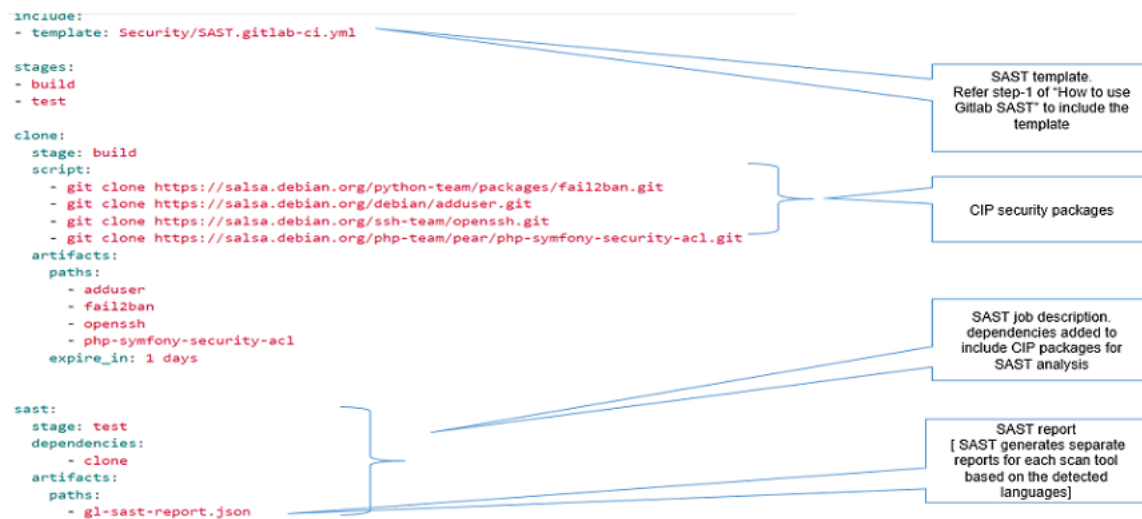 include:
- template: Security/SAST.gitlab-ci.yml
stages:
- build
- test
clone:
stage: build
script:
- git clone https://salsa.debian.org/python-team/packages/fail2ban.git
- git clone https://salsa.debian.org/debian/adduser.git
- git clone https://salsa.debian.org/ssh-team/openssh.git
- git clone https://salsa.debian.org/php-team/pear/php-symfony-security-acl.git
artifacts:
paths:
- adduser
- fail2ban
- openssh
- php-symfony-security-acl
expire_in: 1 days
sast:
stage: test
dependencies:
- clone
artifacts:
paths:
- gl-sast-report.json
SAST template.
Refer step-1 of "How to use
Gitlab SAST" to include the
template
CIP security packages
SAST job description.
dependencies added to
include CIP packages for
SAST analysis
SAST report
[ SAST generates separate
reports for each scan tool
based on the detected
languages]